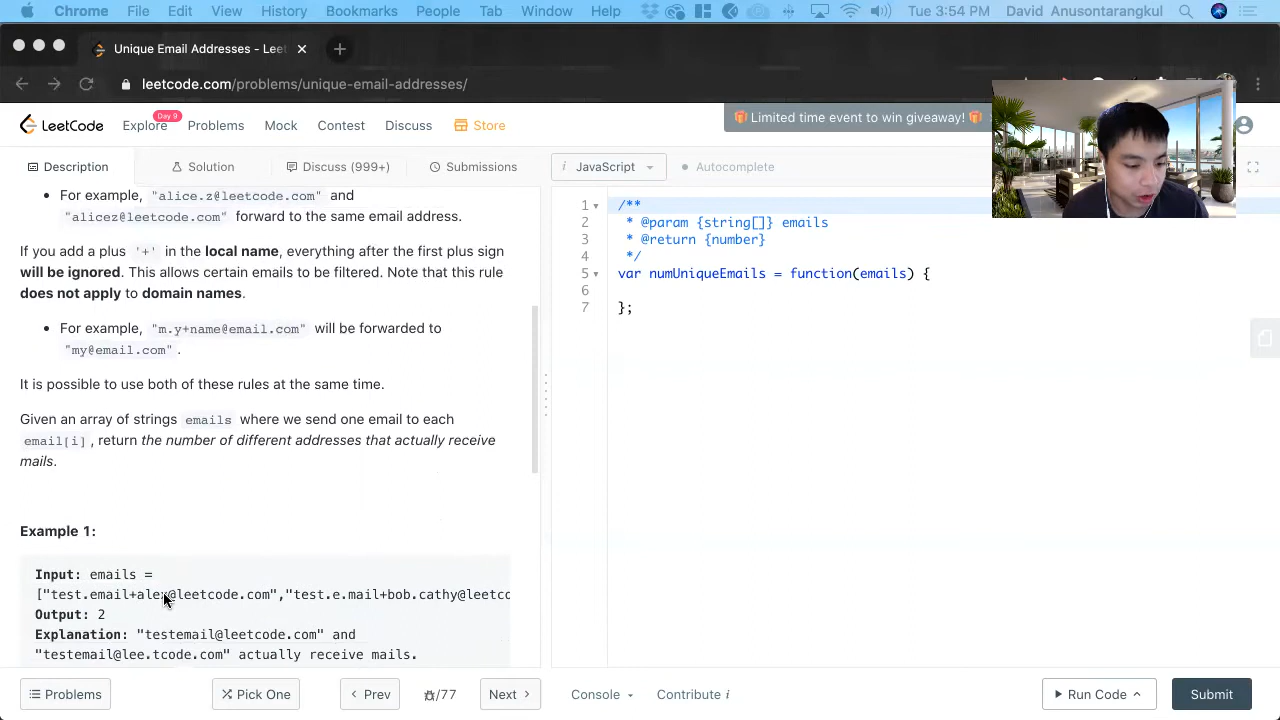 Chrome File Edit View History Bookmarks People Tab Window Help Tue 3:54 PM David Anusontarangkul
Unique Email Addresses - Leet
leetcode.com/problems/unique-email-addresses/
LeetCode Explore Day 9 Problems Mock Contest Discuss Store Limited time event to win giveaway!
Description Solution Discuss (999+) Subm
i JavaScript Autocomplete
For example, "alice.z@leetcode.com" and
"alicez@leetcode.com" forward to the same email address.
If you add a plus '+' in the local name, everything after the first plus sign
will be ignored. This allows certain emails to be filtered. Note that this rule
does not apply to domain names.
For example, "m.y+name@email.com" will be forwarded to
"my@email.com".
It is possible to use both of these rules at the same time.
Given an array of strings emails where we send one email to each
email[i], return the number of different addresses that actually receive
mails.
Example 1:
Input: emails =
["test.email+alex@leetcode.com","test.e.mail+bob.cathy@leetco
Output: 2
Explanation: "testemail@leetcode.com" and
"testemail@lee.tcode.com" actually receive mails.
1 /**
2 * @param {string[]} emails
3 * @return {number}
4 */
5 var numUniqueEmails = function(emails) {
6
7 };
Problems Pick One Prev /77 Next Console Contribute i Run Code Submit